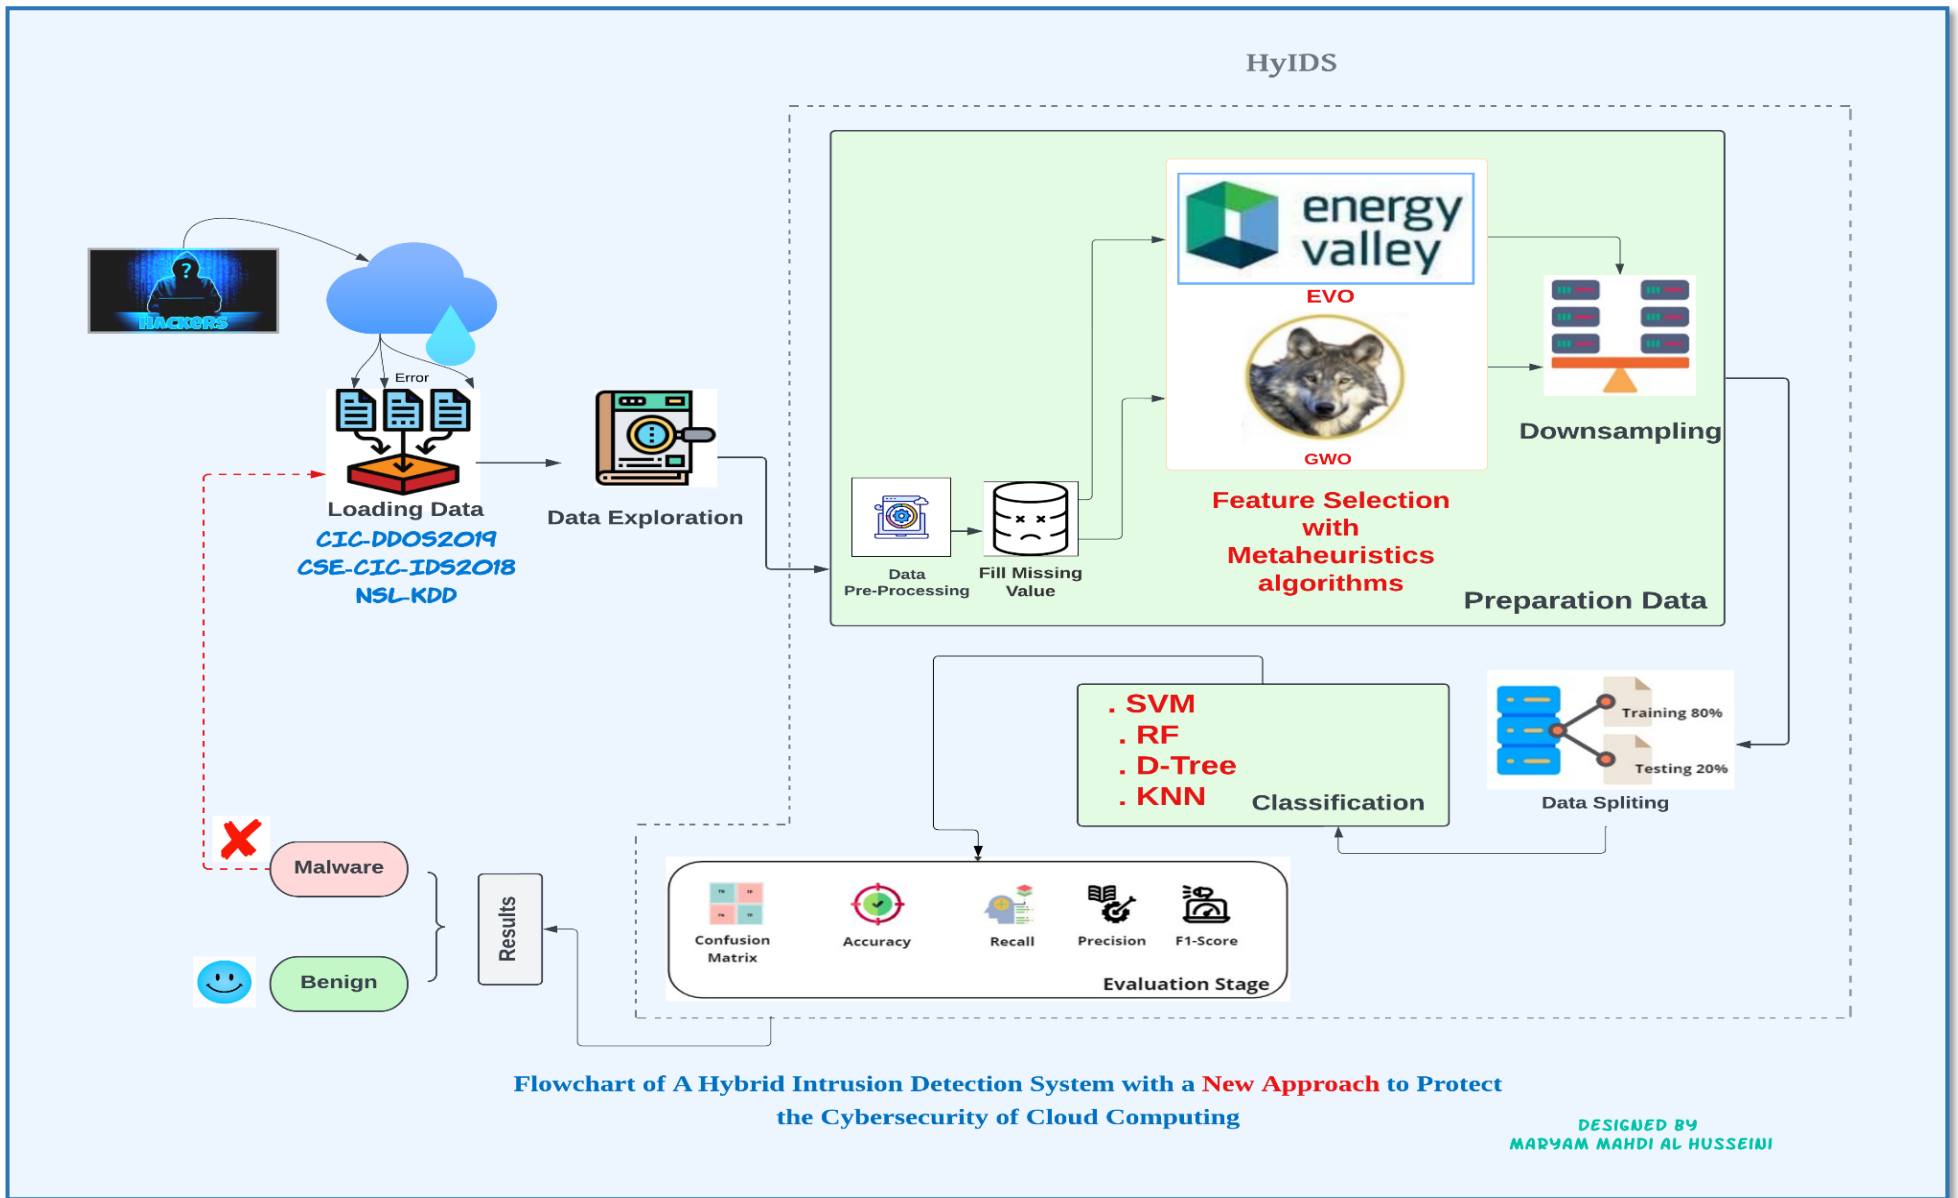 HyIDS
energy
valley
EVO
GWO
Feature Selection
with
Metaheuristics
algorithms
Downsampling
Data
Pre-Processing
Fill Missing
Value
Preparation Data
?
HACKERS
Error
Loading Data
CIC-DDOS2019
CSE-CIC-IDS2018
NSL-KDD
Data Exploration
Training 80%
Testing 20%
Data Spliting
. SVM
. RF
. D-Tree
. KNN
Classification
Confusion
Matrix
Accuracy
Recall
Precision
F1-Score
Evaluation Stage
Results
Malware
Benign
Flowchart of A Hybrid Intrusion Detection System with a New Approach to Protect
the Cybersecurity of Cloud Computing
DESIGNED BY
MARYAM MAHDI AL HUSSEINI